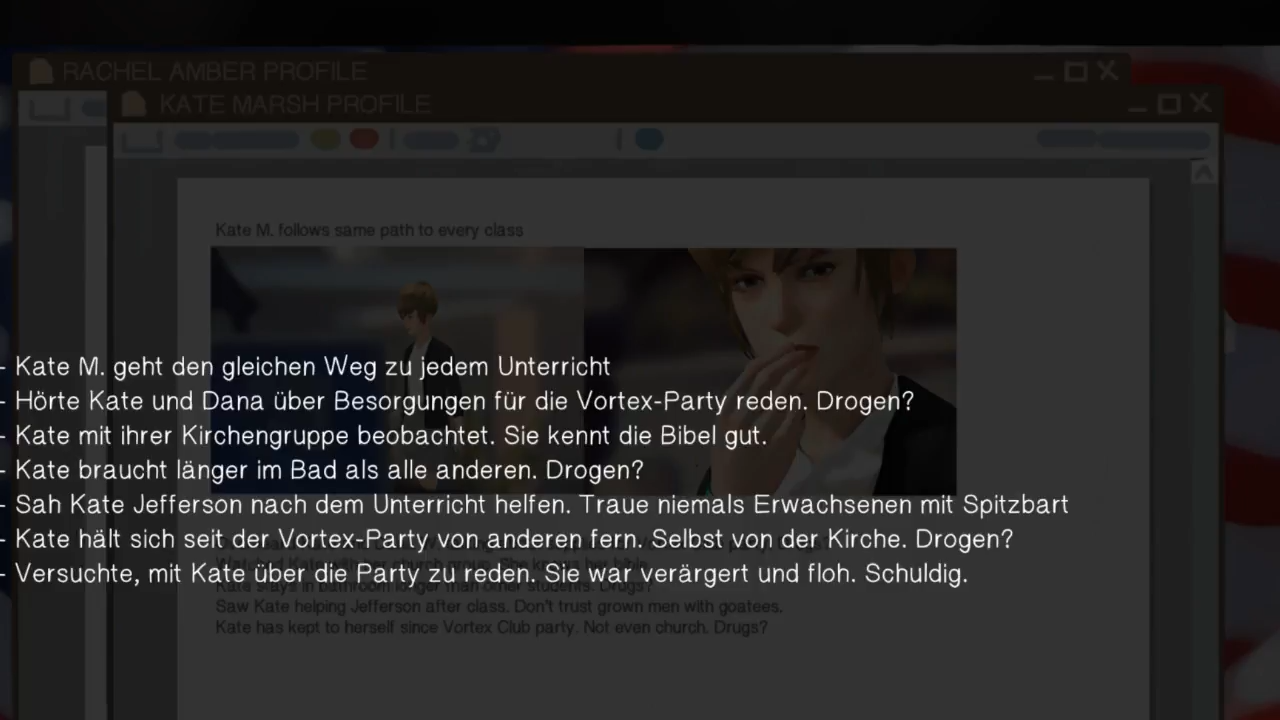 RACHEL AMBER PROFILE
KATE MARSH PROFILE
Kate M. follows same path to every class
- Kate M. geht den gleichen Weg zu jedem Unterricht
- Hörte Kate und Dana über Besorgungen für die Vortex-Party reden. Drogen?
- Kate mit ihrer Kirchengruppe beobachtet. Sie kennt die Bibel gut.
- Kate braucht länger im Bad als alle anderen. Drogen?
- Sah Kate Jefferson nach dem Unterricht helfen. Traue niemals Erwachsenen mit Spitzbart
- Kate hält sich seit der Vortex-Party von anderen fern. Selbst von der Kirche. Drogen?
- Versuchte, mit Kate über die Party zu reden. Sie war verärgert und floh. Schuldig.
Kate stays in bathroom longer than other students. Drugs?
Saw Kate helping Jefferson after class. Don't trust grown men with goatees.
Kate has kept to herself since Vortex Club party. Not even church. Drugs?